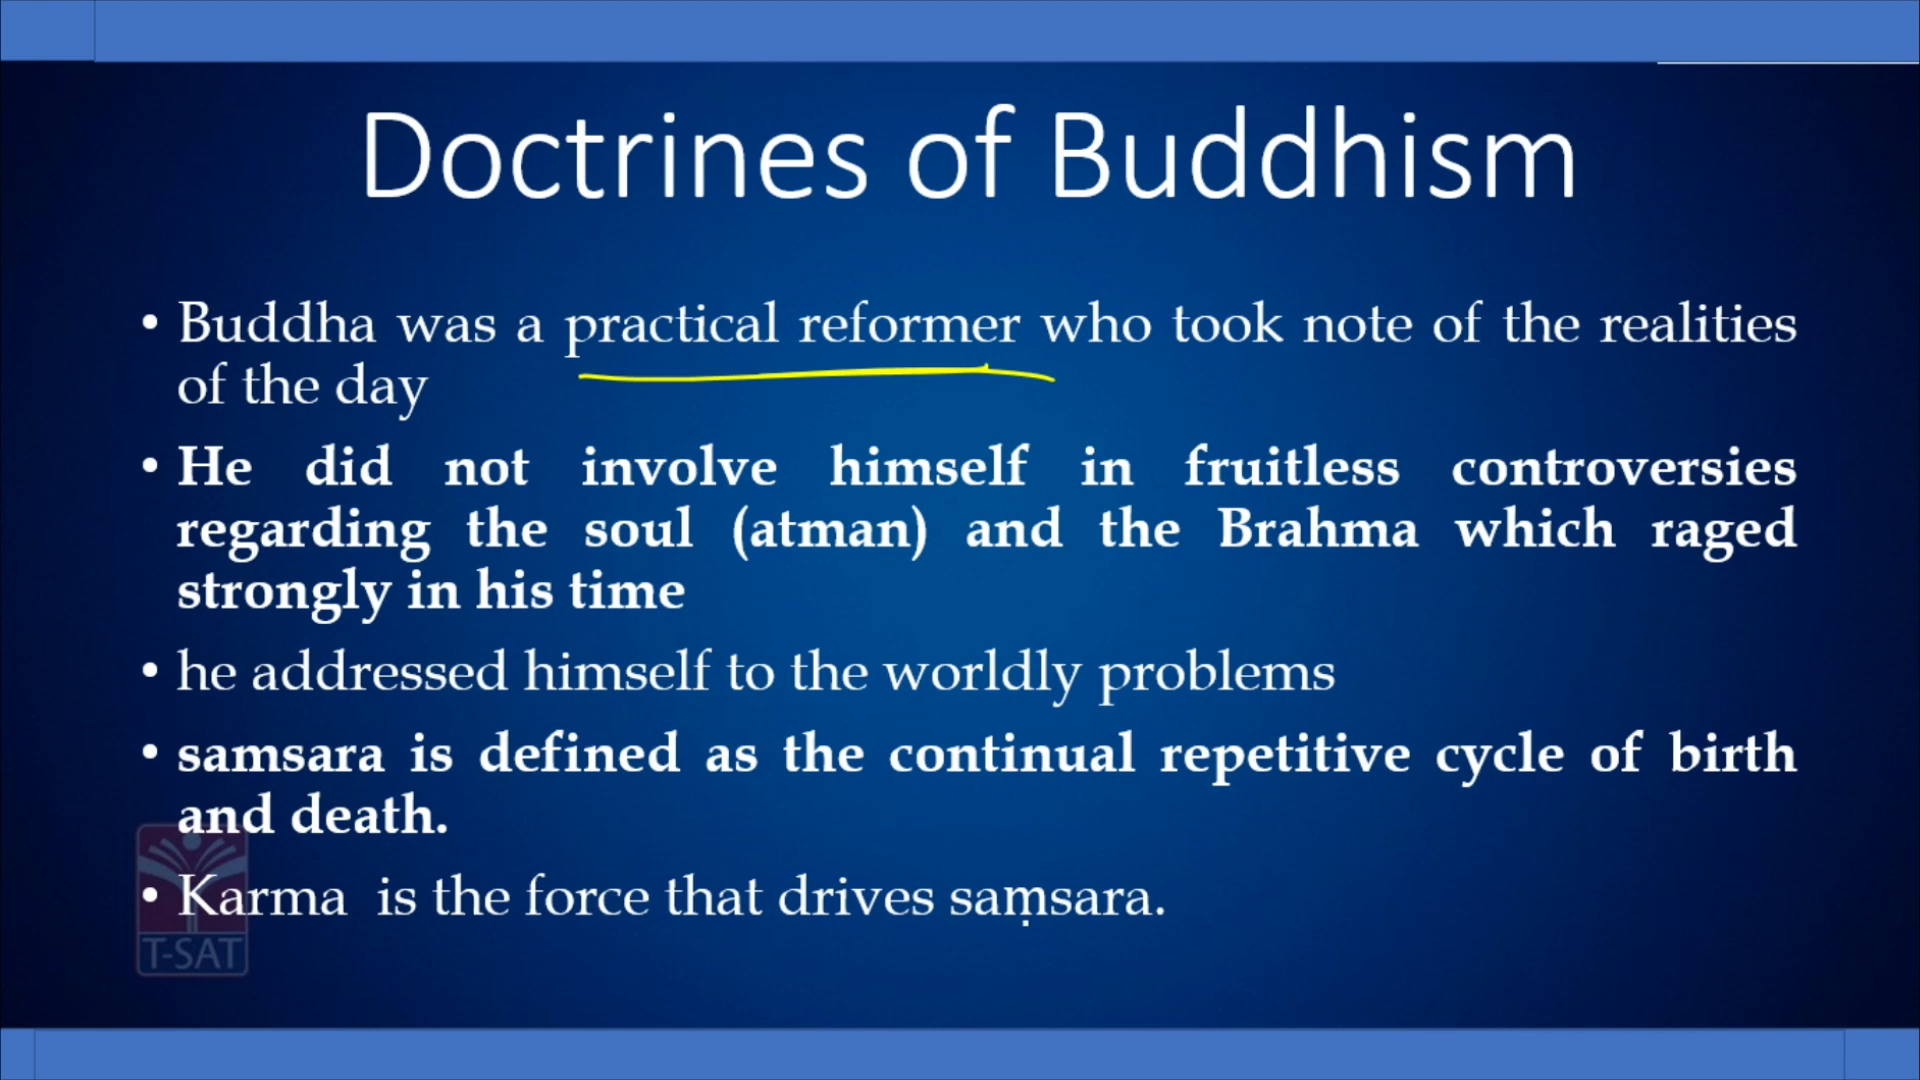 Doctrines of Buddhism
• Buddha was a practical reformer who took note of the realities
of the day
• He did not involve himself in fruitless controversies
regarding the soul (atman) and the Brahma which raged
strongly in his time
• he addressed himself to the worldly problems
• samsara is defined as the continual repetitive cycle of birth
and death.
• Karma  is the force that drives saṃsara.
T-SAT